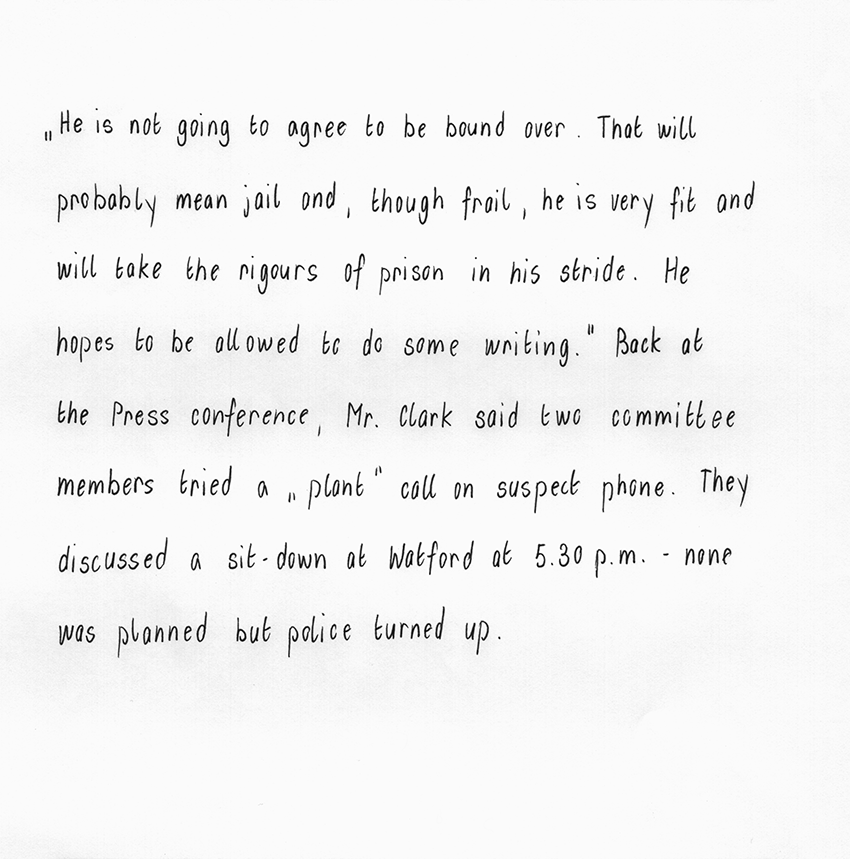 „He is not going to agree to be bound over. That will
probably mean jail and, though frail, he is very fit and
will take the rigours of prison in his stride. He
hopes to be allowed to do some writing." Back at
the Press conference, Mr. Clark said two committee
members tried a „plant" call on suspect phone. They
discussed a sit-down at Watford at 5.30 p.m. - none
was planned but police turned up.